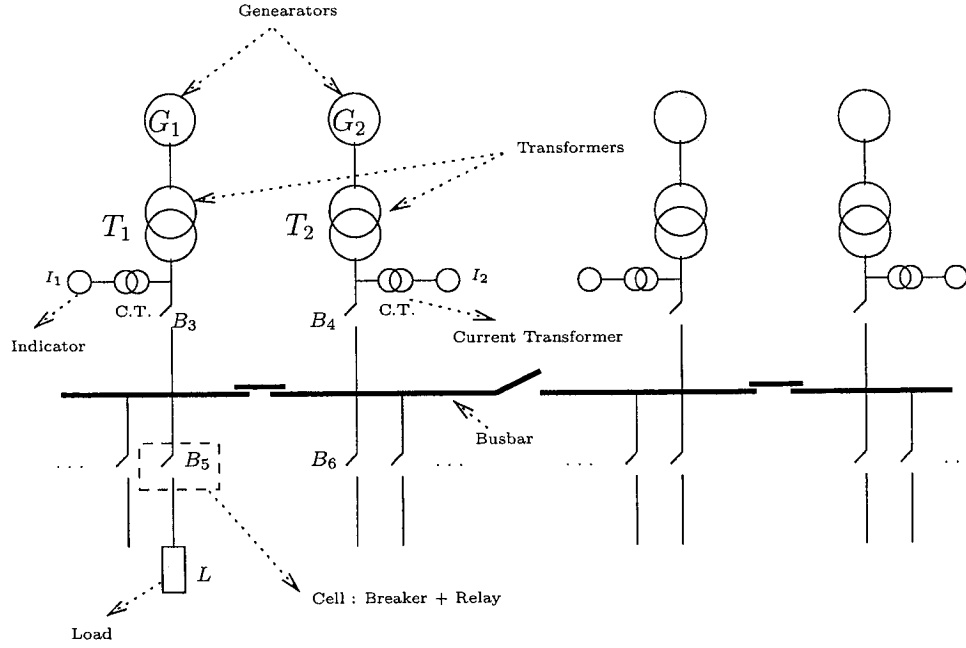 Genearators
G1
G2
Transformers
T1
T2
I1
I2
C.T.
C.T.
B3
B4
Indicator
Current Transformer
Busbar
...
B5
B6
...
...
...
L
Cell : Breaker + Relay
Load